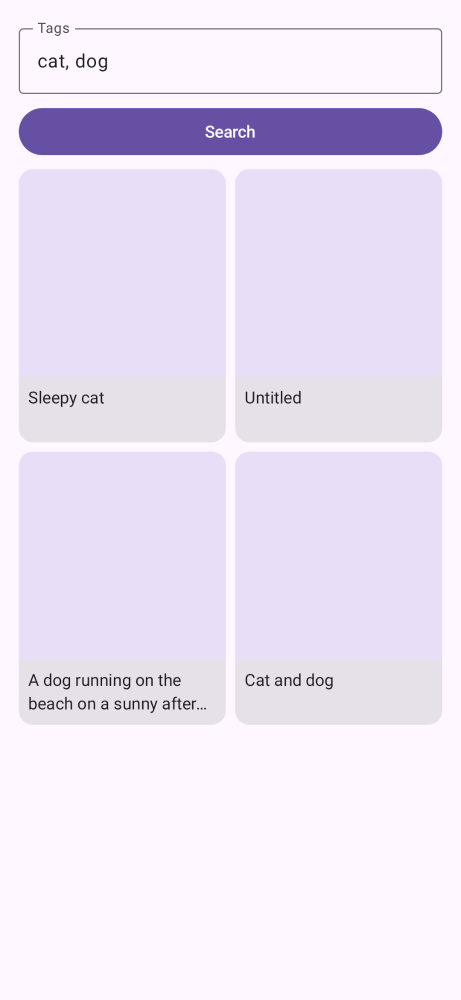 Tags
cat, dog
Search
Sleepy cat
Untitled
A dog running on the
beach on a sunny after…
Cat and dog